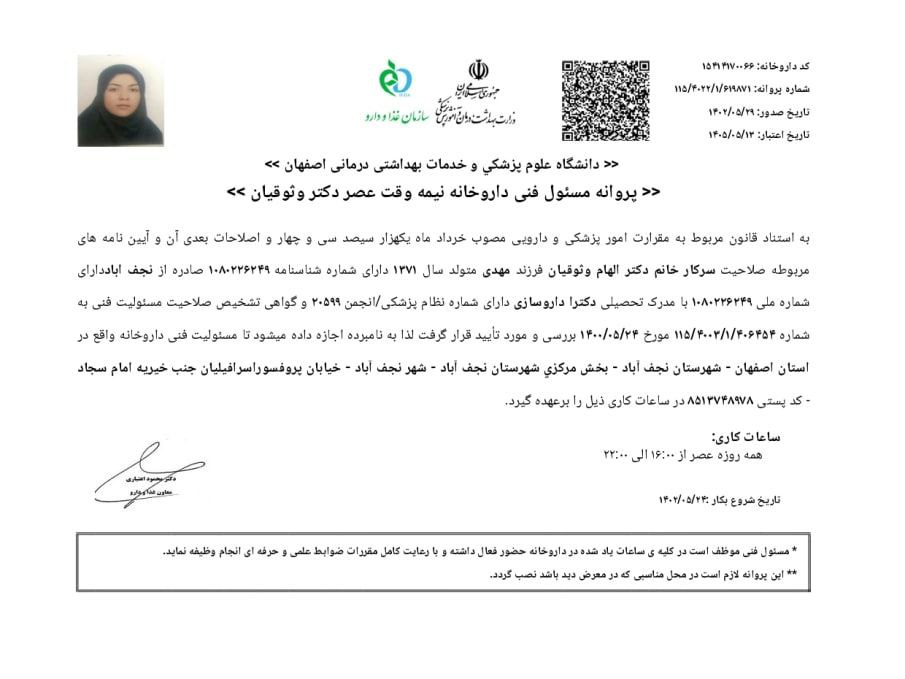 کد داروخانه: ۱۵۴۱۴۱۷۰۰۶۶
شماره پروانه: ۱۱۵/۴۰۲۲/۱/۶۱۹۸۷۱
تاریخ صدور: ۱۴۰۲/۰۵/۲۹
تاریخ اعتبار: ۱۴۰۵/۰۵/۱۳
جمهوری اسلامی ایران
وزارت بهداشت درمان و آموزش پزشکی
سازمان غذا و دارو
<< دانشگاه علوم پزشکي و خدمات بهداشتی درمانی اصفهان >>
<< پروانه مسئول فنی داروخانه نیمه وقت عصر دکتر وثوقیان >>
به استناد قانون مربوط به مقرارت امور پزشکی و دارویی مصوب خرداد ماه یکهزار سیصد سی و چهار و اصلاحات بعدی آن و آیین نامه های
مربوطه صلاحیت سرکار خانم دکتر الهام وثوقیان فرزند مهدی متولد سال ۱۳۷۱ دارای شماره شناسنامه ۱۰۸۰۲۲۶۲۴۹ صادره از نجف اباددارای
شماره ملی ۱۰۸۰۲۲۶۲۴۹ با مدرک تحصیلی دکترا داروسازی دارای شماره نظام پزشکی/انجمن ۲۰۵۹۹ و گواهی تشخیص صلاحیت مسئولیت فنی به
شماره ۱۱۵/۴۰۰۳/۱/۴۰۶۴۵۴ مورخ ۱۴۰۰/۰۵/۲۴ بررسی و مورد تأیید قرار گرفت لذا به نامبرده اجازه داده میشود تا مسئولیت فنی داروخانه واقع در
استان اصفهان - شهرستان نجف آباد - بخش مرکزي شهرستان نجف آباد - شهر نجف آباد - خیابان پروفسوراسرافیلیان جنب خیریه امام سجاد
- کد پستی ۸۵۱۳۷۴۸۹۷۸ در ساعات کاری ذیل را برعهده گیرد.
ساعات کاری:
همه روزه عصر از ۱۶:۰۰ الی ۲۲:۰۰
دکتر محمود اعتباری
معاون غذا و دارو
تاریخ شروع بکار :۱۴۰۲/۰۵/۲۴
* مسئول فنی موظف است در کلیه ی ساعات یاد شده در داروخانه حضور فعال داشته و با رعایت کامل مقررات ضوابط علمی و حرفه ای انجام وظیفه نماید.
** این پروانه لازم است در محل مناسبی که در معرض دید باشد نصب گردد.